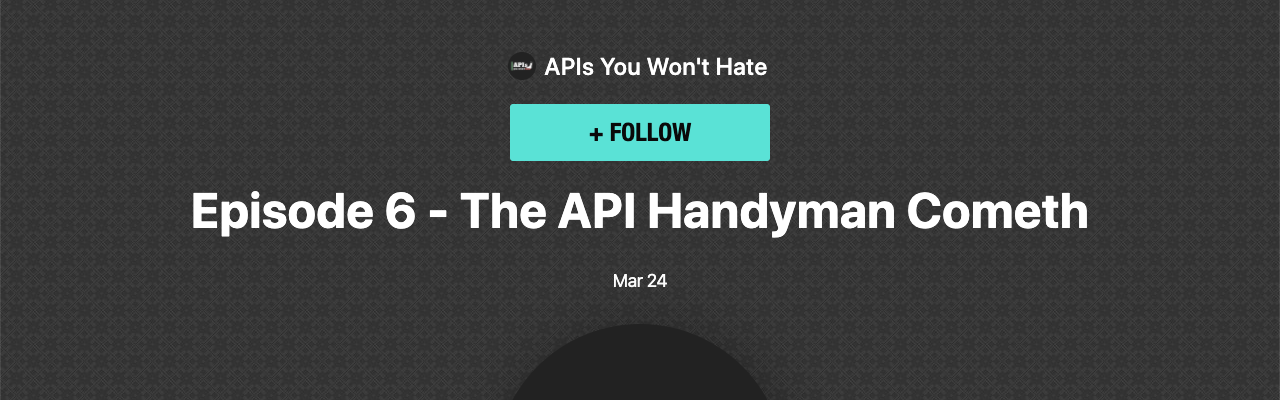 APIs You Won't Hate
+ FOLLOW
Episode 6 - The API Handyman Cometh
Mar 24